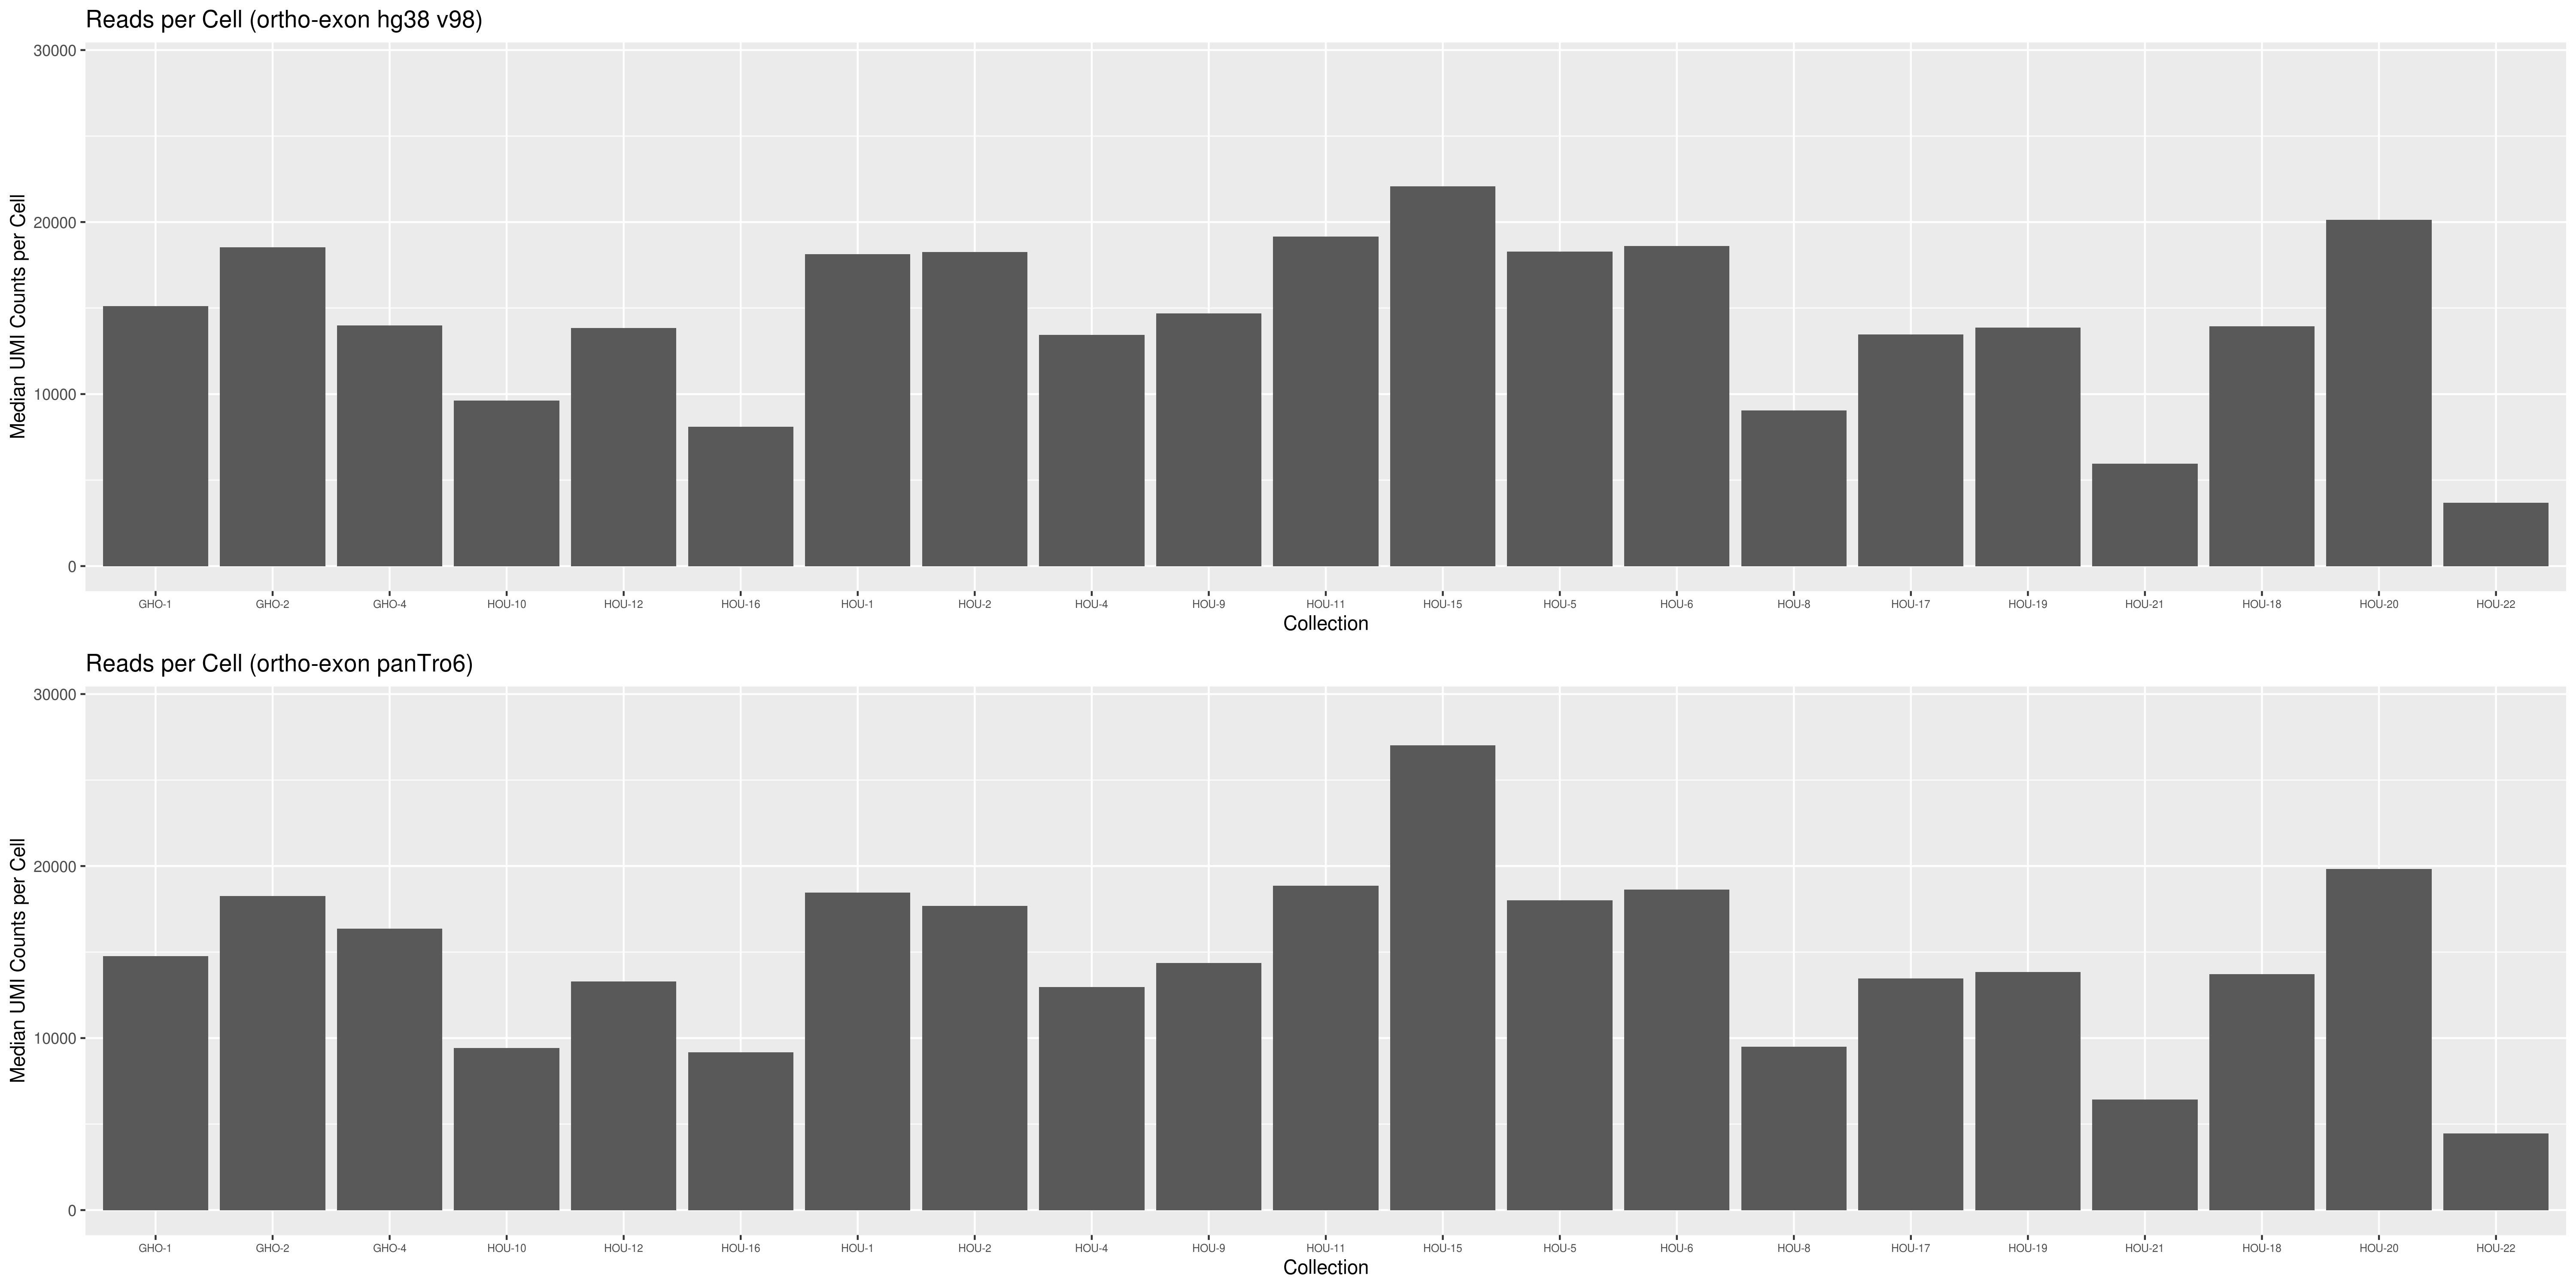 Reads per Cell (ortho-exon hg38 v98)
Median UMI Counts per Cell
30000
20000
10000
0
GHO-1 GHO-2 GHO-4 HOU-10 HOU-12 HOU-16 HOU-1 HOU-2 HOU-4 HOU-9 HOU-11 HOU-15 HOU-5 HOU-6 HOU-8 HOU-17 HOU-19 HOU-21 HOU-18 HOU-20 HOU-22
Collection
Reads per Cell (ortho-exon panTro6)
Median UMI Counts per Cell
30000
20000
10000
0
GHO-1 GHO-2 GHO-4 HOU-10 HOU-12 HOU-16 HOU-1 HOU-2 HOU-4 HOU-9 HOU-11 HOU-15 HOU-5 HOU-6 HOU-8 HOU-17 HOU-19 HOU-21 HOU-18 HOU-20 HOU-22
Collection